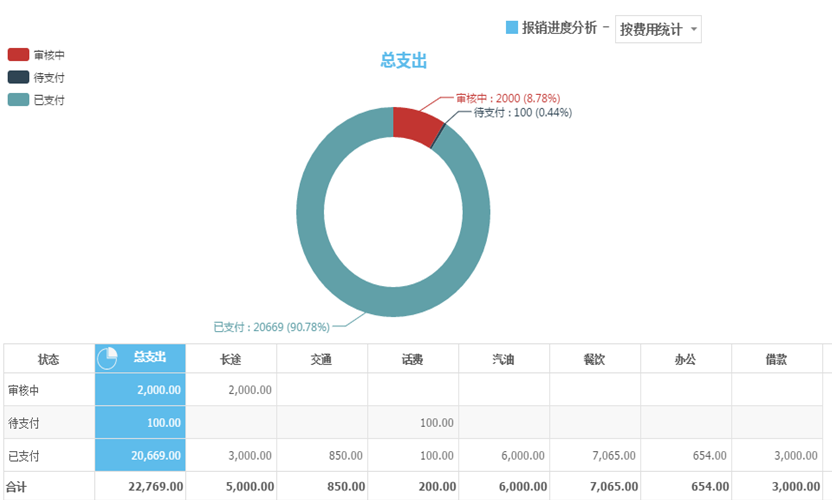 报销进度分析 - 按费用统计
审核中
待支付
已支付
总支出
审核中 : 2000 (8.78%)
待支付 : 100 (0.44%)
已支付 : 20669 (90.78%)
状态 总支出 长途 交通 话费 汽油 餐饮 办公 借款
审核中 2,000.00 2,000.00
待支付 100.00 100.00
已支付 20,669.00 3,000.00 850.00 100.00 6,000.00 7,065.00 654.00 3,000.00
合计 22,769.00 5,000.00 850.00 200.00 6,000.00 7,065.00 654.00 3,000.00